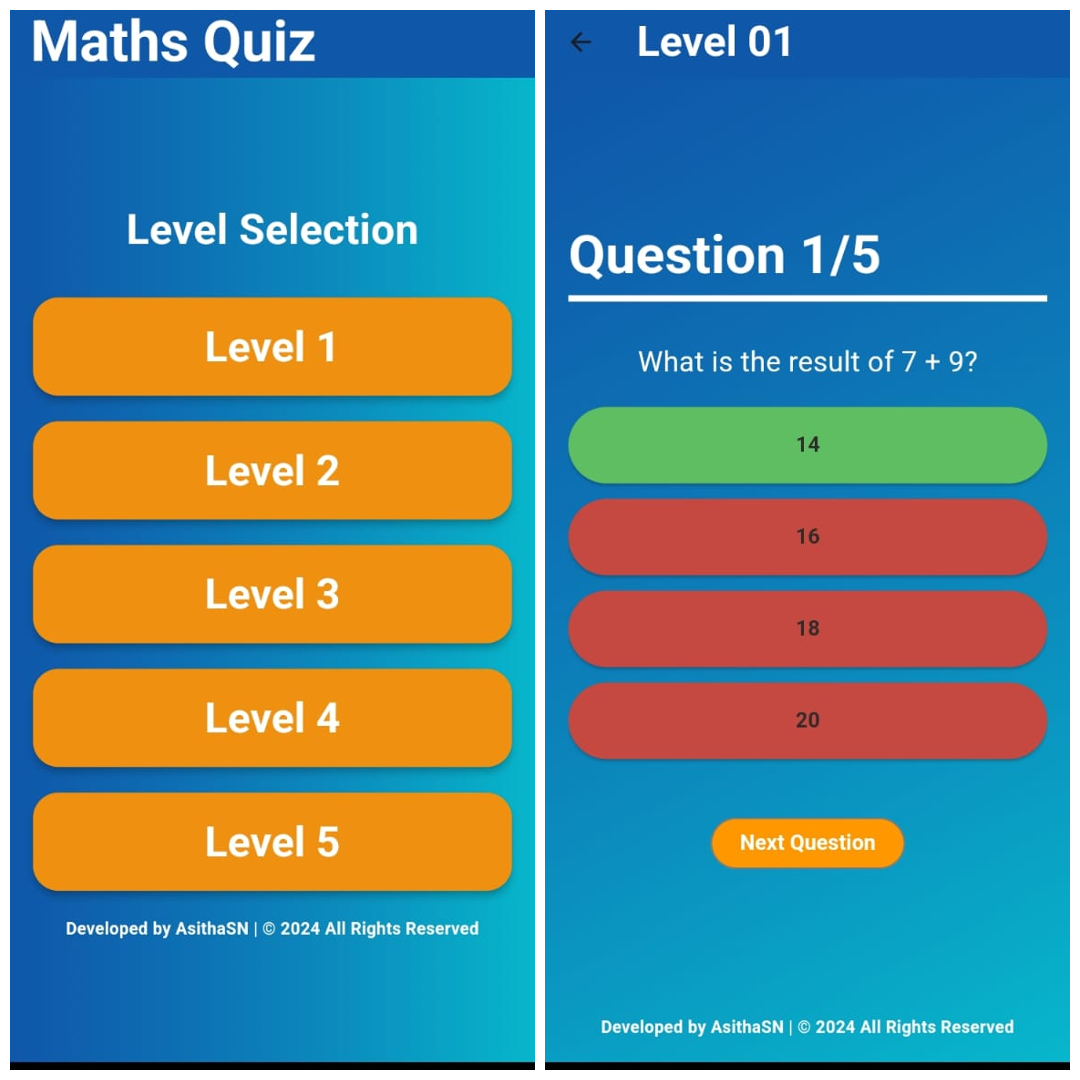 Maths Quiz
Level Selection
Level 1
Level 2
Level 3
Level 4
Level 5
Developed by AsithaSN | © 2024 All Rights Reserved
Level 01
Question 1/5
What is the result of 7 + 9?
14
16
18
20
Next Question
Developed by AsithaSN | © 2024 All Rights Reserved